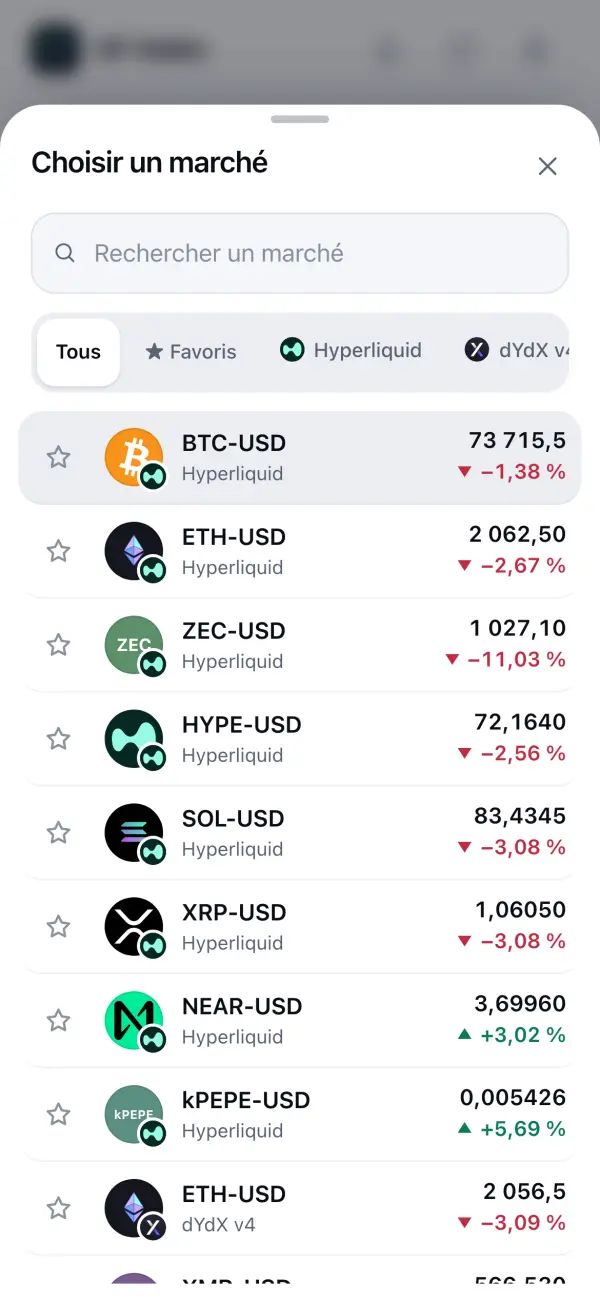 Choisir un marché
Rechercher un marché
Tous
Favoris
Hyperliquid
dYdX v4
BTC-USD
73 715,5
Hyperliquid
▼ −1,38 %
ETH-USD
2 062,50
Hyperliquid
▼ −2,67 %
ZEC
ZEC-USD
1 027,10
Hyperliquid
▼ −11,03 %
HYPE-USD
72,1640
Hyperliquid
▼ −2,56 %
SOL-USD
83,4345
Hyperliquid
▼ −3,08 %
XRP-USD
1,06050
Hyperliquid
▼ −3,08 %
NEAR-USD
3,69960
Hyperliquid
▲ +3,02 %
kPEPE
kPEPE-USD
0,005426
Hyperliquid
▲ +5,69 %
ETH-USD
2 056,5
dYdX v4
▼ −3,09 %